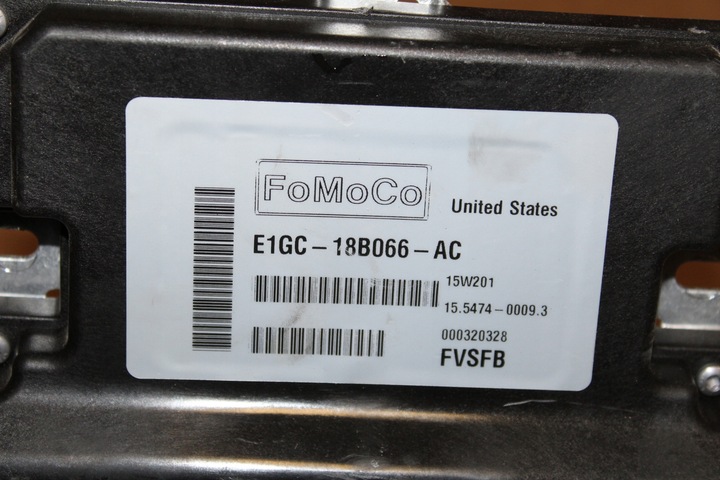 FoMoCo
United States
E1GC-18B066-AC
15W201
15.5474-0009.3
000320328
FVSFB